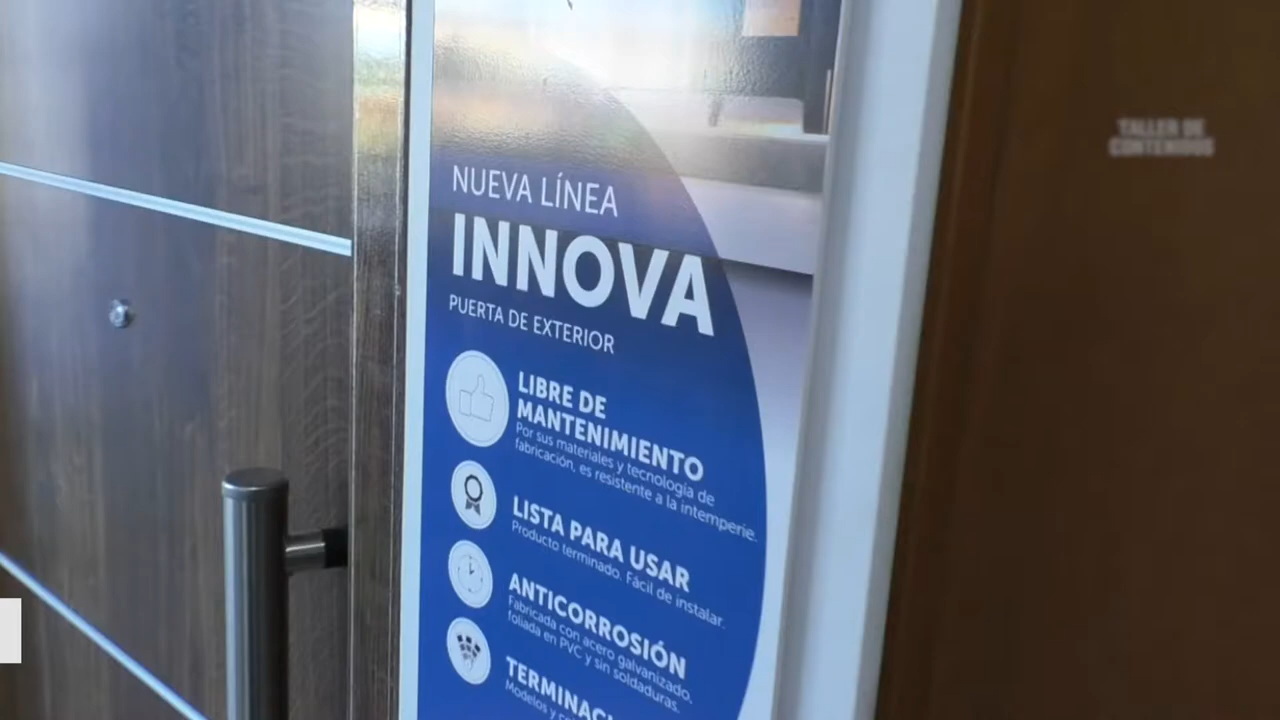 TALLER DE
CONTENIDOS
NUEVA LÍNEA
INNOVA
PUERTA DE EXTERIOR
LIBRE DE
MANTENIMIENTO
Por sus materiales y tecnología de
fabricación, es resistente a la intemperie.
LISTA PARA USAR
Producto terminado. Fácil de instalar.
ANTICORROSIÓN
Fabricada con acero galvanizado,
foliada en PVC y sin soldaduras.
Modelos y